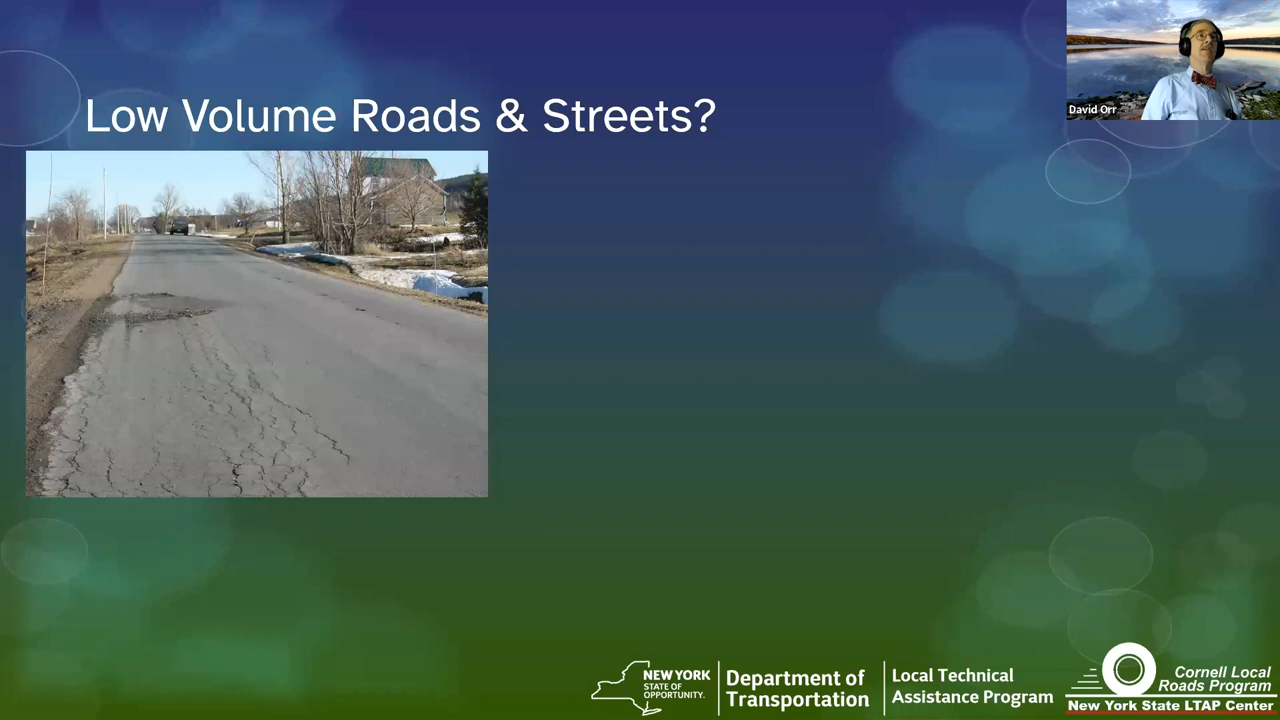 Low Volume Roads & Streets?
David Orr
NEW YORK
STATE OF
OPPORTUNITY.
Department of
Transportation
Local Technical
Assistance Program
Cornell Local
Roads Program
New York State LTAP Center